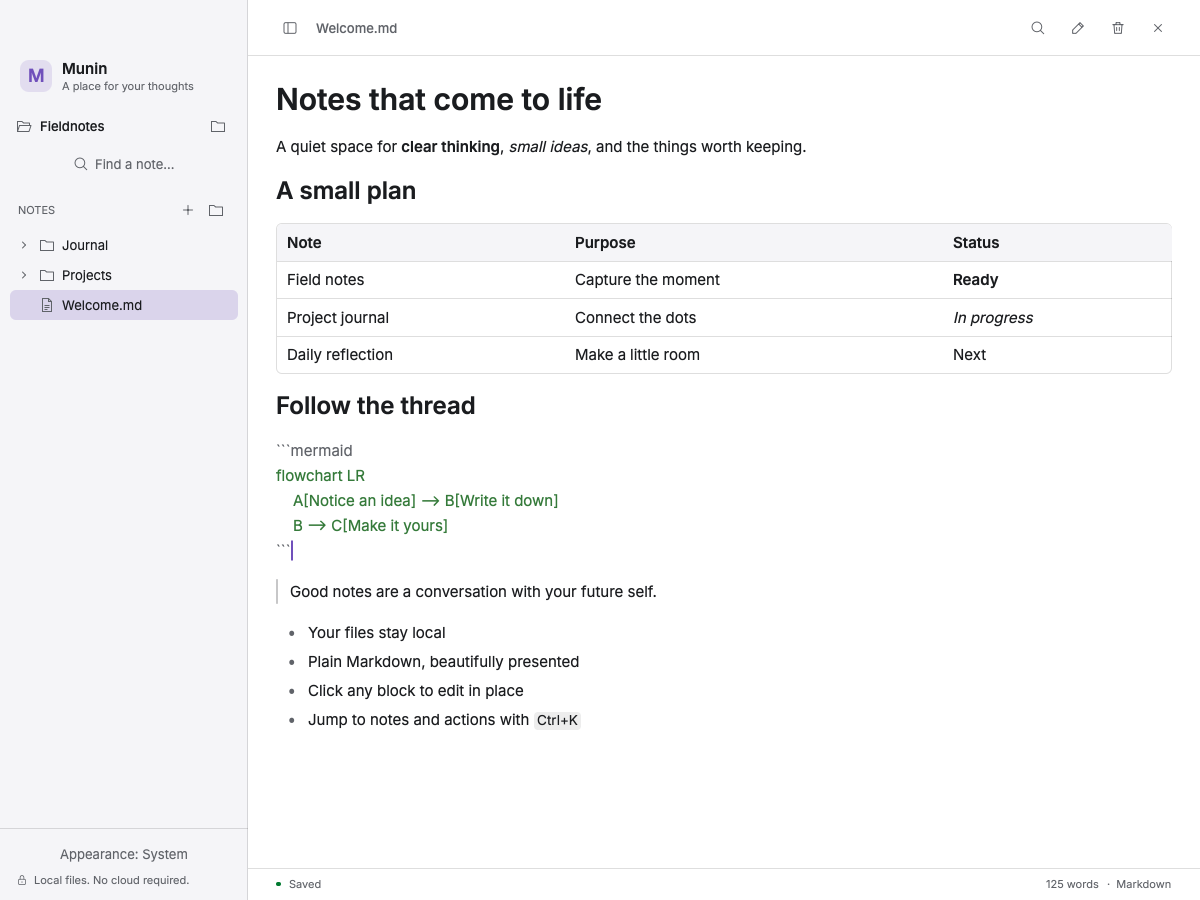 M
Munin
A place for your thoughts
Fieldnotes
Find a note...
NOTES
Journal
Projects
Welcome.md
Appearance: System
Local files. No cloud required.
Welcome.md
Notes that come to life
A quiet space for clear thinking, small ideas, and the things worth keeping.
A small plan
Note Purpose Status
Field notes Capture the moment Ready
Project journal Connect the dots In progress
Daily reflection Make a little room Next
Follow the thread
```mermaid
flowchart LR
    A[Notice an idea] --> B[Write it down]
    B --> C[Make it yours]
```
Good notes are a conversation with your future self.
• Your files stay local
• Plain Markdown, beautifully presented
• Click any block to edit in place
• Jump to notes and actions with Ctrl+K
Saved
125 words · Markdown